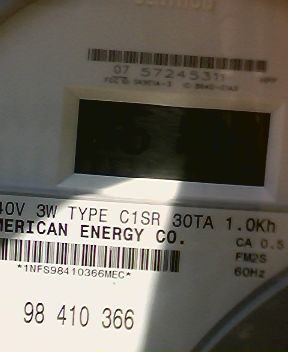 07 57245311
40V 3W TYPE C1SR 30TA 1.0Kh
MERICAN ENERGY CO.
CA 0.5
FM2S
60Hz
*1NFS98410366MEC*
98 410 366